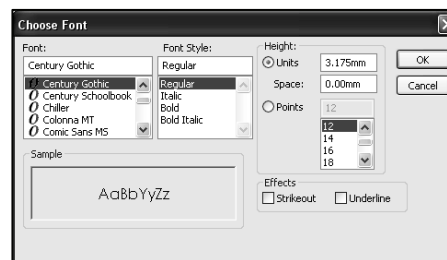 Choose Font
Font:
Century Gothic
Century Gothic
Century Schoolbook
Chiller
Colonna MT
Comic Sans MS
Font Style:
Regular
Regular
Italic
Bold
Bold Italic
Height:
Units
3.175mm
Space:
0.00mm
Points
12
12
14
16
18
OK
Cancel
Sample
AaBbYyZz
Effects
Strikeout
Underline